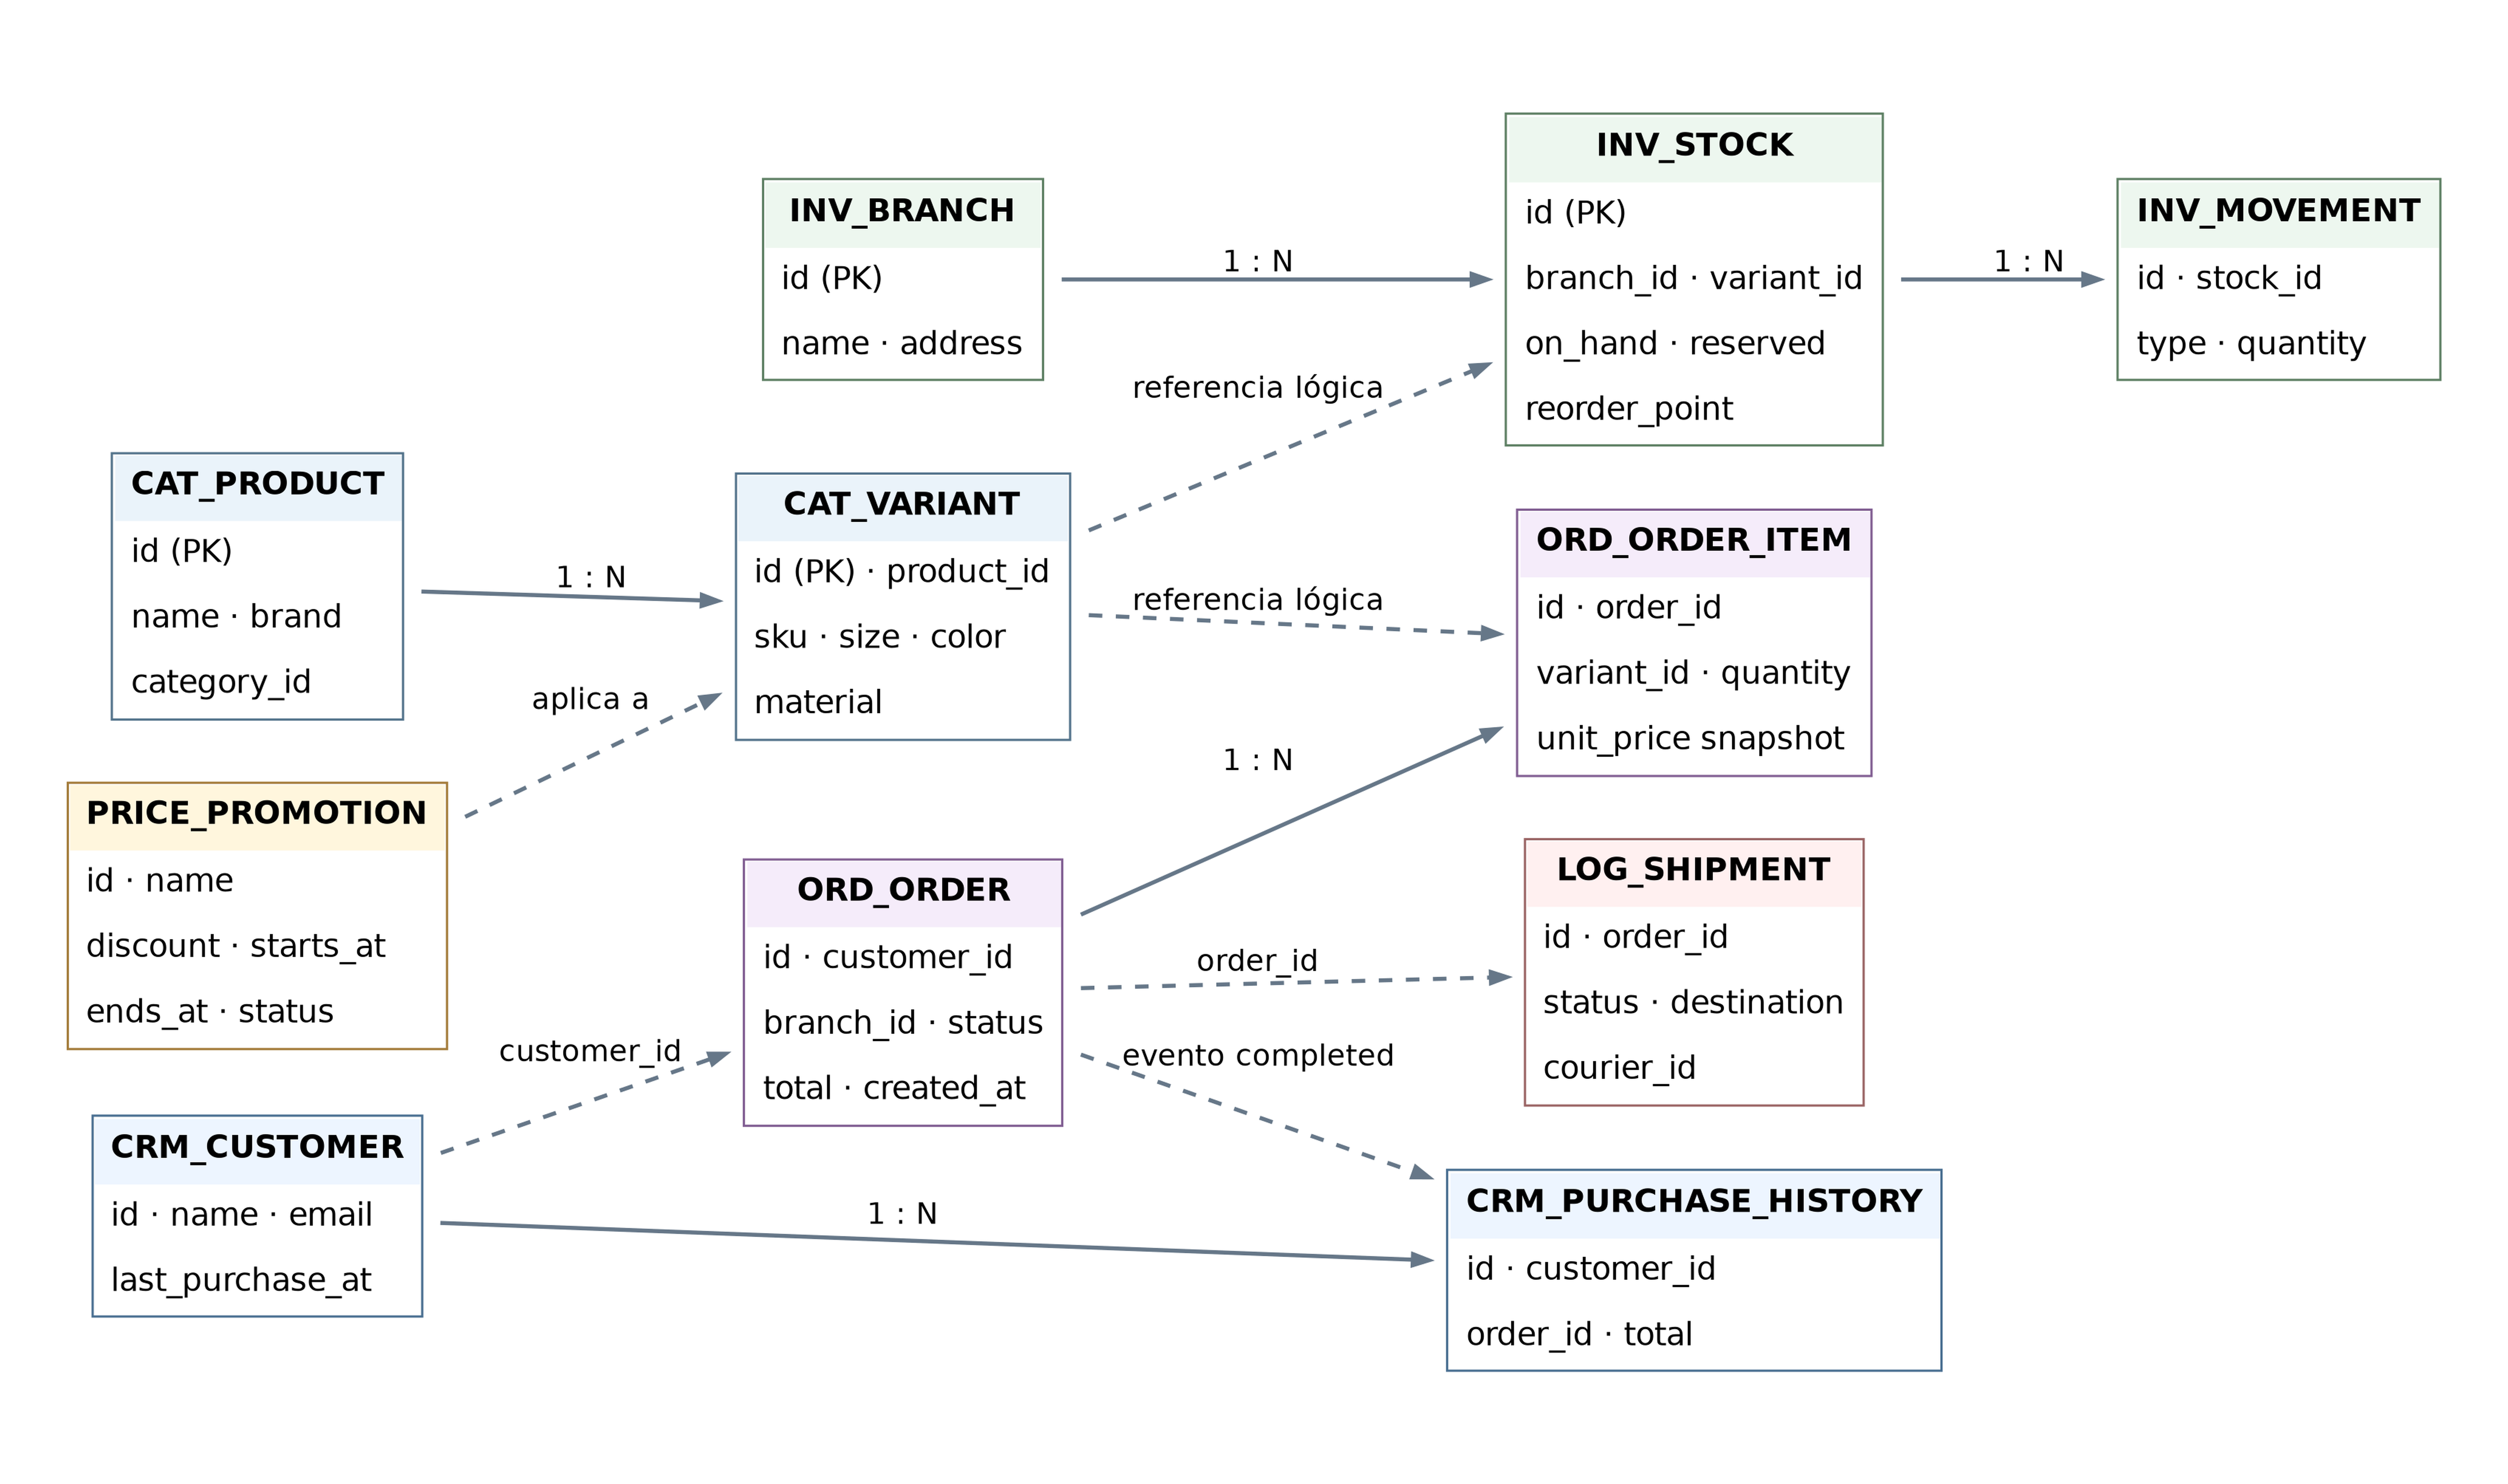 INV_BRANCH
id (PK)
name · address
1 : N
INV_STOCK
id (PK)
branch_id · variant_id
on_hand · reserved
reorder_point
1 : N
INV_MOVEMENT
id · stock_id
type · quantity
CAT_PRODUCT
id (PK)
name · brand
category_id
1 : N
CAT_VARIANT
id (PK) · product_id
sku · size · color
material
referencia lógica
referencia lógica
ORD_ORDER_ITEM
id · order_id
variant_id · quantity
unit_price snapshot
aplica a
PRICE_PROMOTION
id · name
discount · starts_at
ends_at · status
1 : N
ORD_ORDER
id · customer_id
branch_id · status
total · created_at
order_id
LOG_SHIPMENT
id · order_id
status · destination
courier_id
customer_id
evento completed
CRM_CUSTOMER
id · name · email
last_purchase_at
1 : N
CRM_PURCHASE_HISTORY
id · customer_id
order_id · total